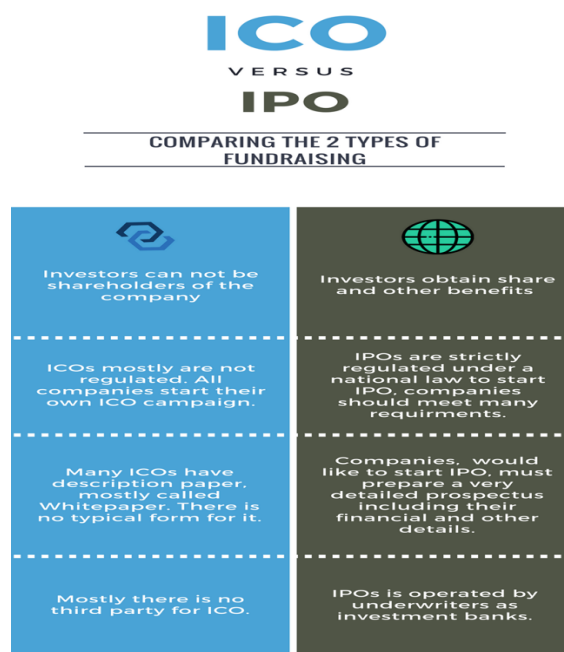 ICO
VERSUS
IPO
COMPARING THE 2 TYPES OF
FUNDRAISING
Investors can not be
shareholders of the
company
Investors obtain share
and other benefits
ICOs mostly are not
regulated. All
companies start their
own ICO campaign.
IPOs are strictly
regulated under a
national law to start
IPO, companies
should meet many
requirments.
Many ICOs have
description paper,
mostly called
Whitepaper. There is
no typical form for it.
Companies, would
like to start IPO, must
prepare a very
detailed prospectus
including their
financial and other
details.
Mostly there is no
third party for ICO.
IPOs is operated by
underwriters as
investment banks.